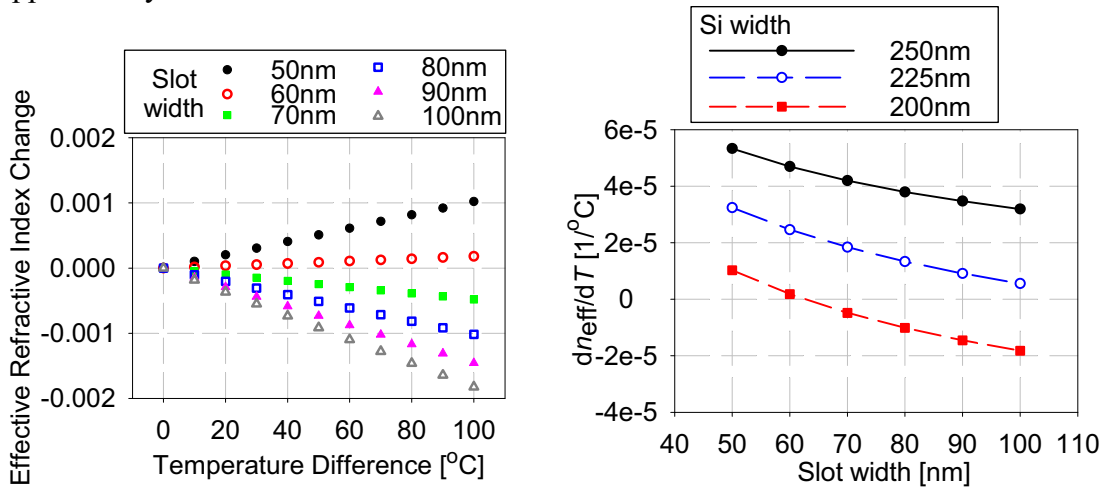 Slot width
50nm
60nm
70nm
80nm
90nm
100nm
Effective Refractive Index Change
0.002
0.001
0.000
-0.001
-0.002
0 20 40 60 80 100
Temperature Difference [°C]
Si width
250nm
225nm
200nm
dneff/dT [1/°C]
6e-5
4e-5
2e-5
0
-2e-5
-4e-5
40 50 60 70 80 90 100 110
Slot width [nm]